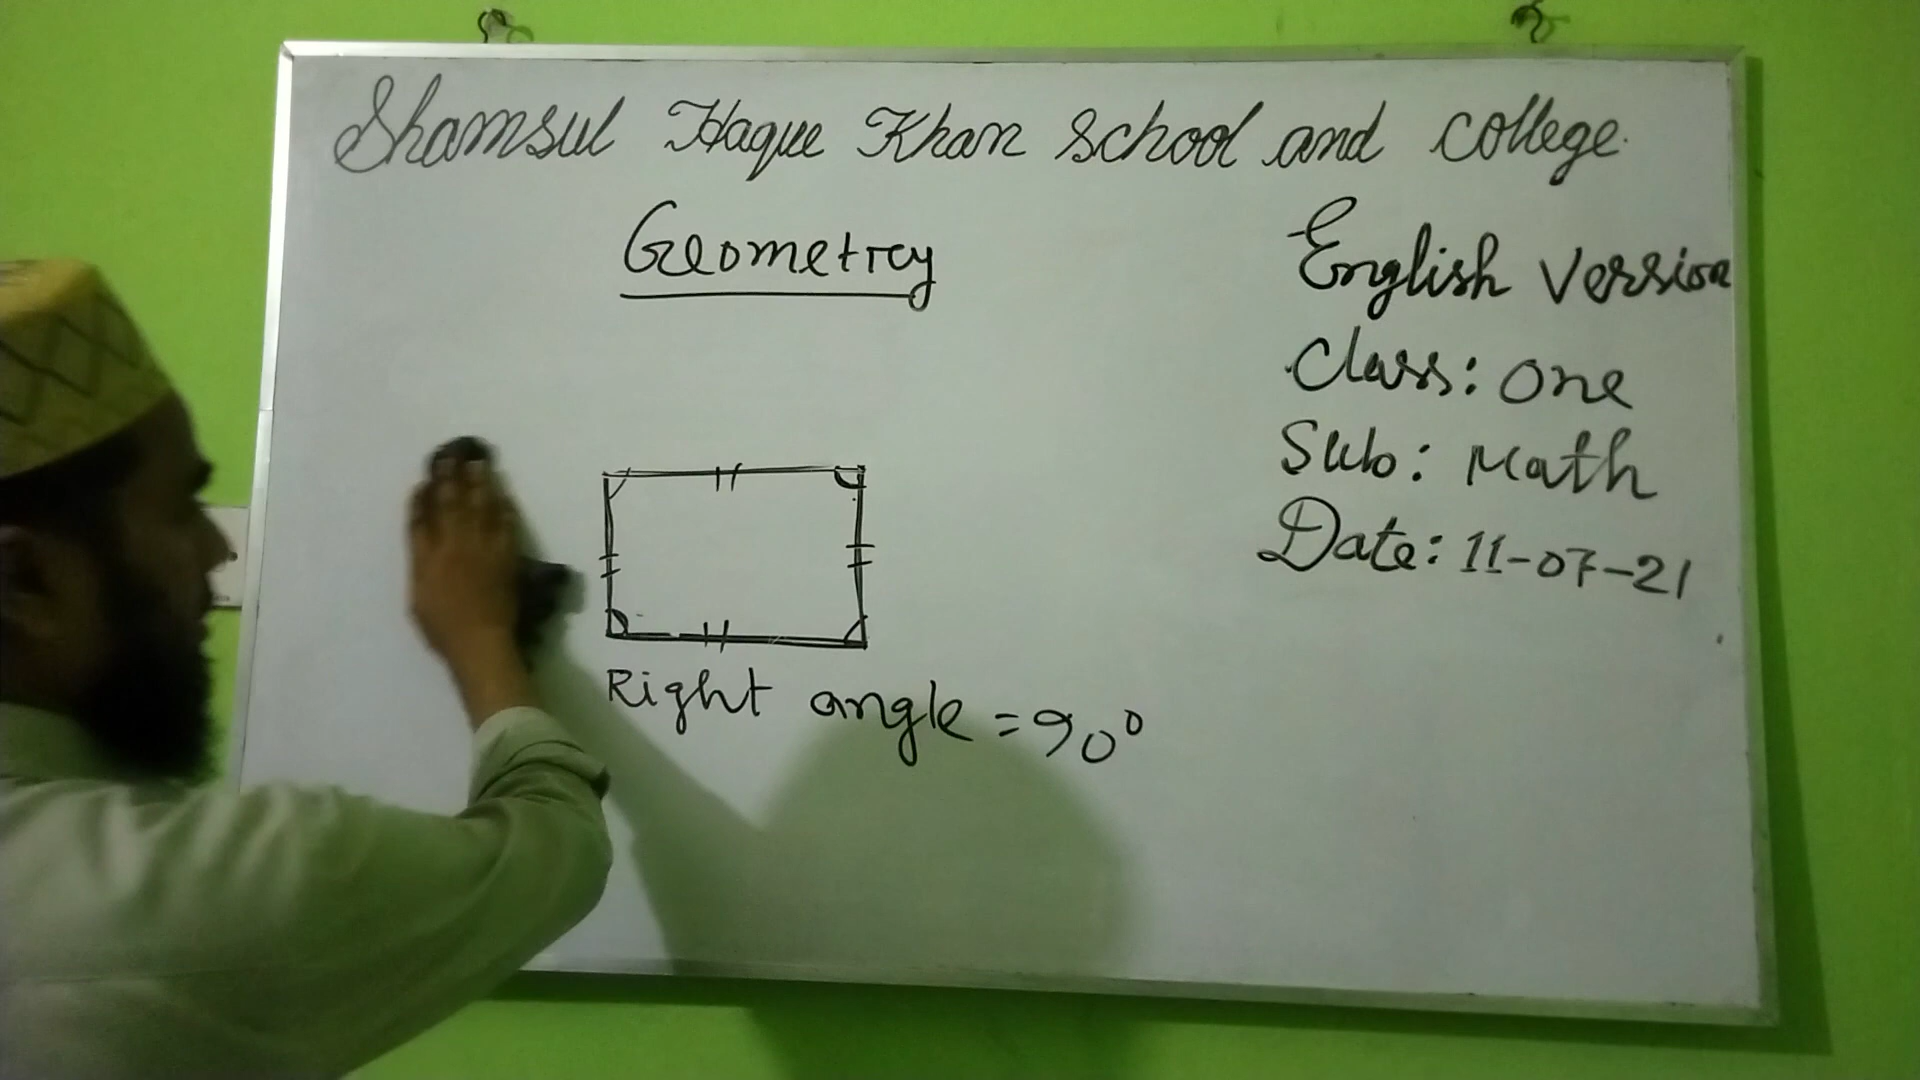 Shamsul Haque Khan School and college.
Geometry
English Version
Class: One
Sub: Math
Date: 11-07-21
Right angle = 90°